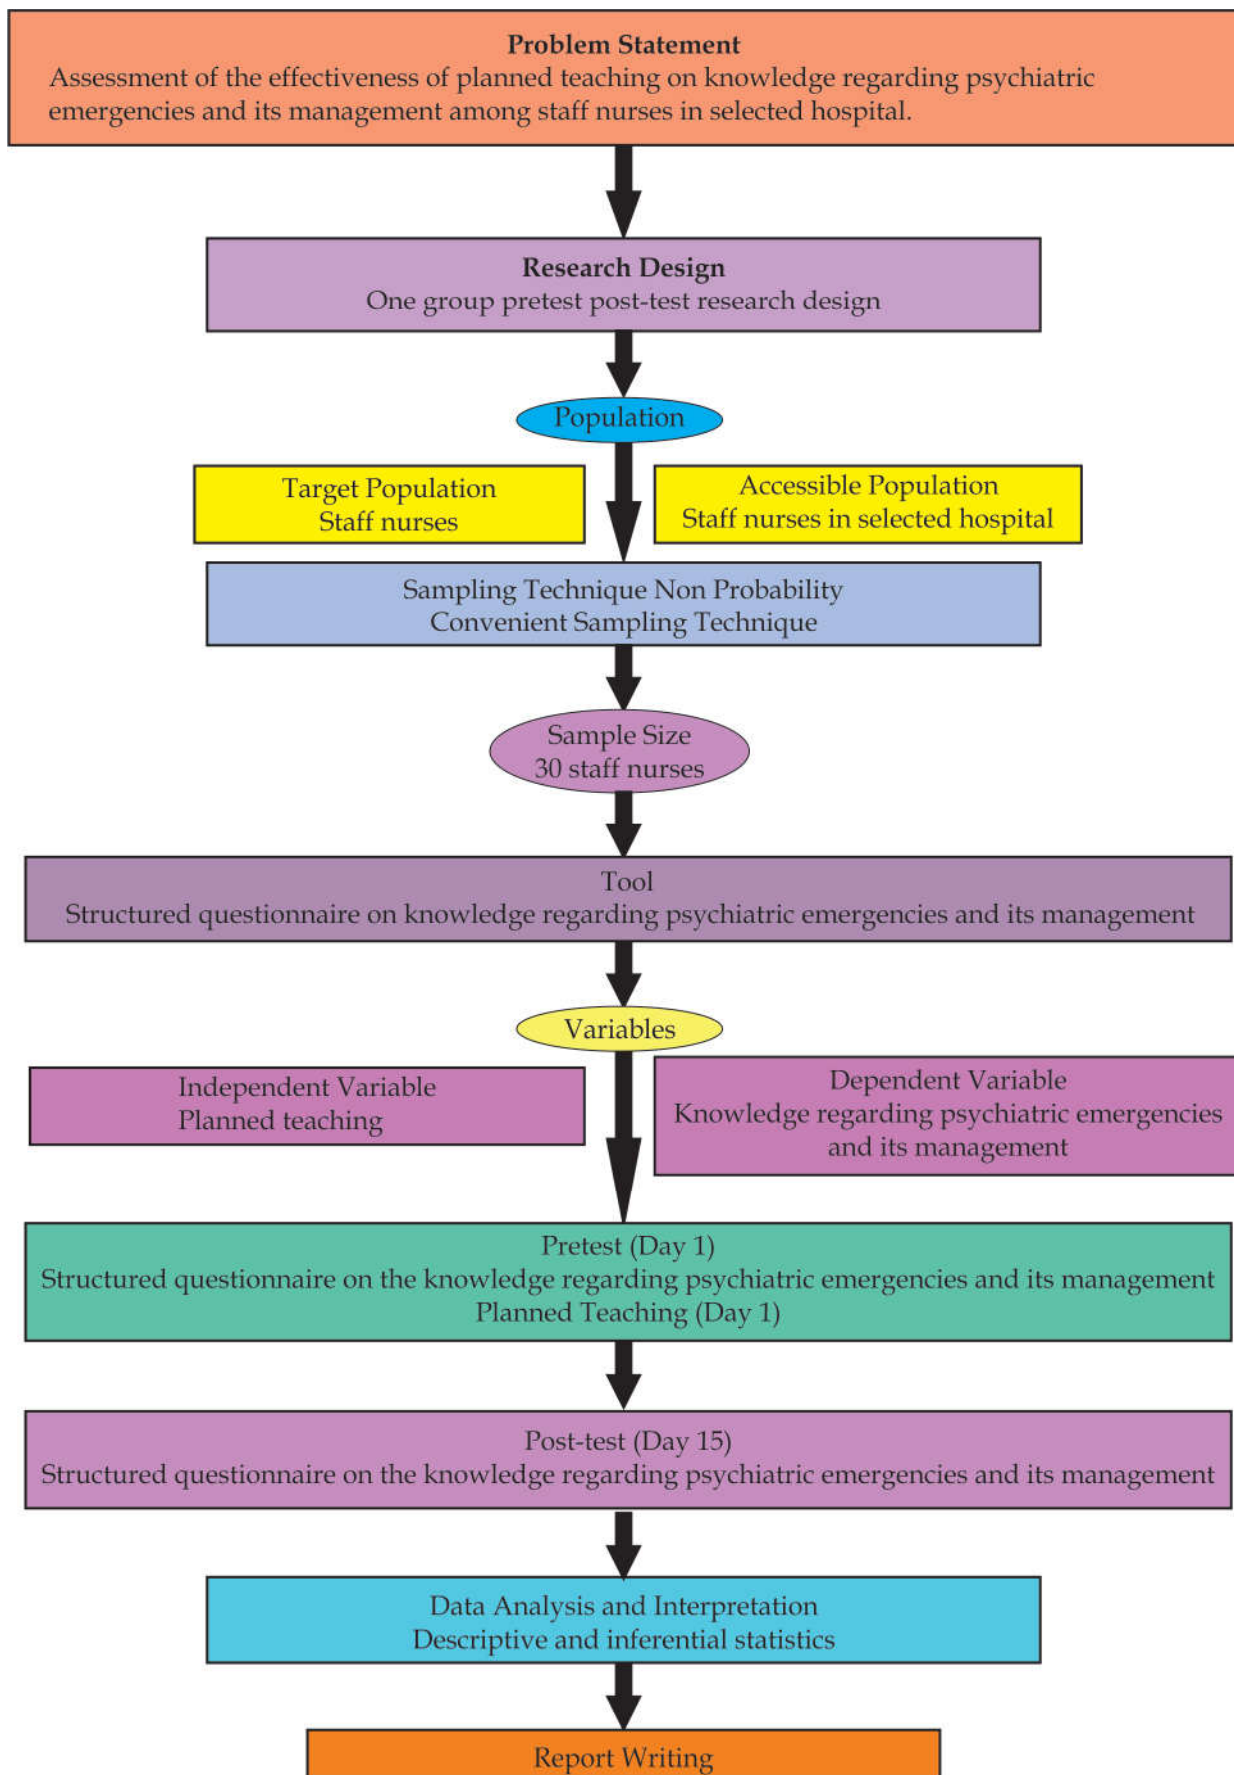 Problem Statement
Assessment of the effectiveness of planned teaching on knowledge regarding psychiatric
emergencies and its management among staff nurses in selected hospital.
Research Design
One group pretest post-test research design
Population
Target Population
Staff nurses
Accessible Population
Staff nurses in selected hospital
Sampling Technique Non Probability
Convenient Sampling Technique
Sample Size
30 staff nurses
Tool
Structured questionnaire on knowledge regarding psychiatric emergencies and its management
Variables
Independent Variable
Planned teaching
Dependent Variable
Knowledge regarding psychiatric emergencies
and its management
Pretest (Day 1)
Structured questionnaire on the knowledge regarding psychiatric emergencies and its management
Planned Teaching (Day 1)
Post-test (Day 15)
Structured questionnaire on the knowledge regarding psychiatric emergencies and its management
Data Analysis and Interpretation
Descriptive and inferential statistics
Report Writing